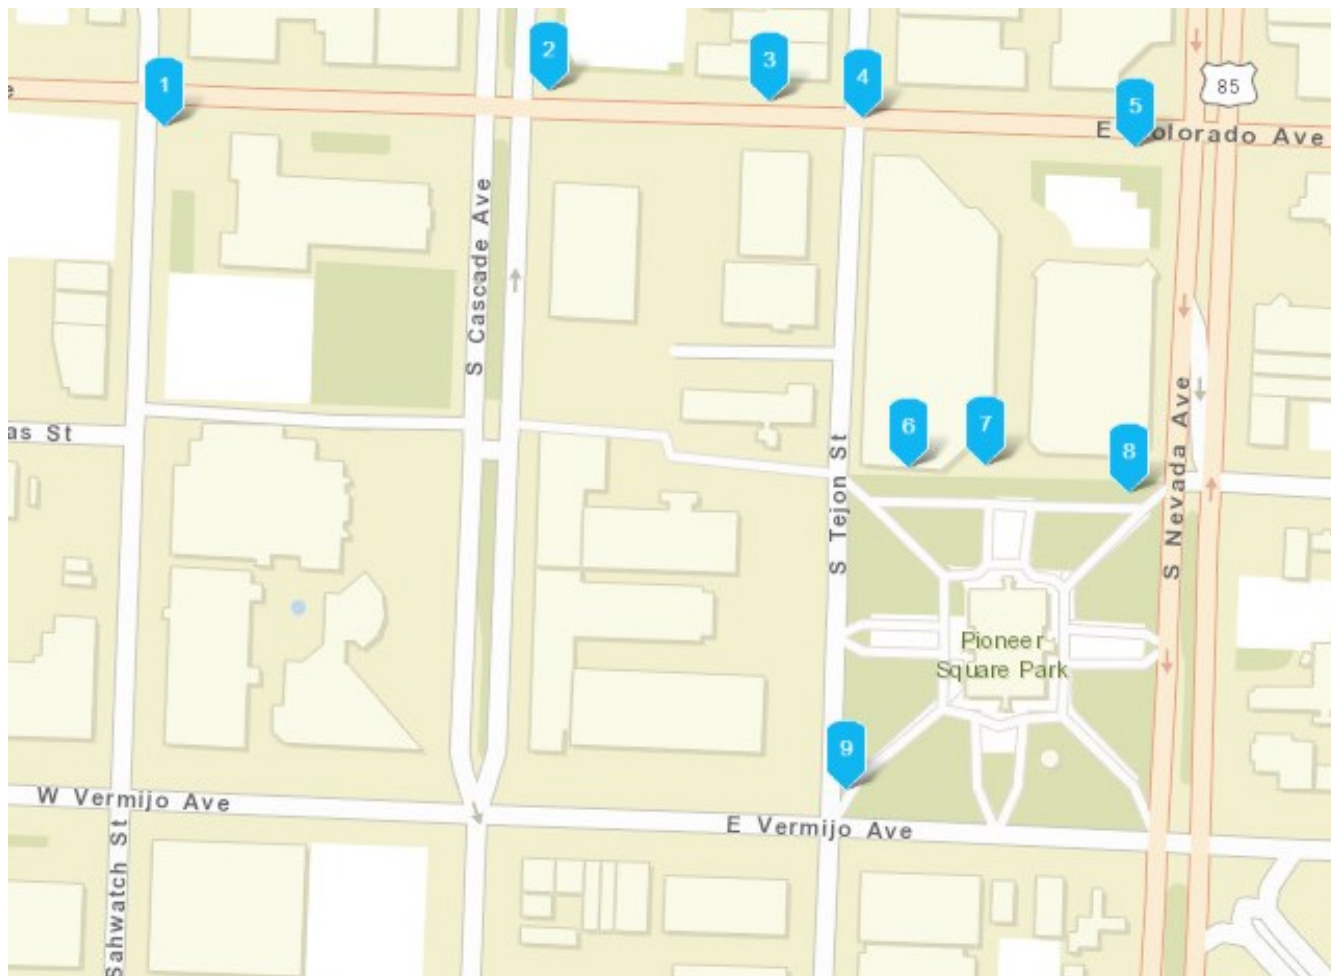 1
2
3
4
5
85
E Colorado Ave
S Cascade Ave
as St
6
7
8
S Tejon St
S Nevada Ave
Pioneer
Square Park
9
W Vermijo Ave
E Vermijo Ave
Sahwatch St